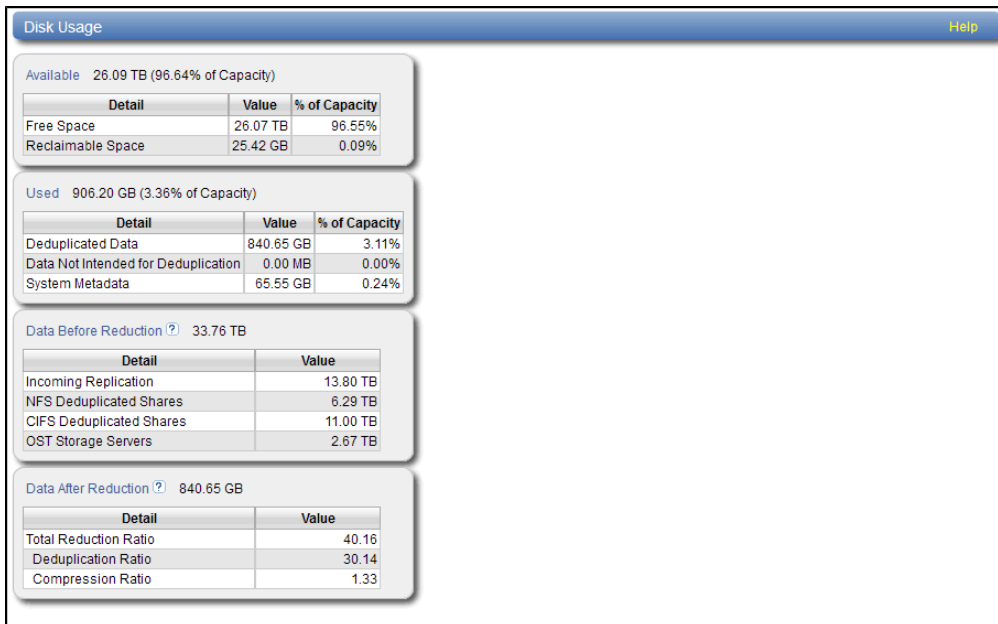 Disk Usage Help
Available 26.09 TB (96.64% of Capacity)
Detail Value % of Capacity
Free Space 26.07 TB 96.55%
Reclaimable Space 25.42 GB 0.09%
Used 906.20 GB (3.36% of Capacity)
Detail Value % of Capacity
Deduplicated Data 840.65 GB 3.11%
Data Not Intended for Deduplication 0.00 MB 0.00%
System Metadata 65.55 GB 0.24%
Data Before Reduction ? 33.76 TB
Detail Value
Incoming Replication 13.80 TB
NFS Deduplicated Shares 6.29 TB
CIFS Deduplicated Shares 11.00 TB
OST Storage Servers 2.67 TB
Data After Reduction ? 840.65 GB
Detail Value
Total Reduction Ratio 40.16
Deduplication Ratio 30.14
Compression Ratio 1.33